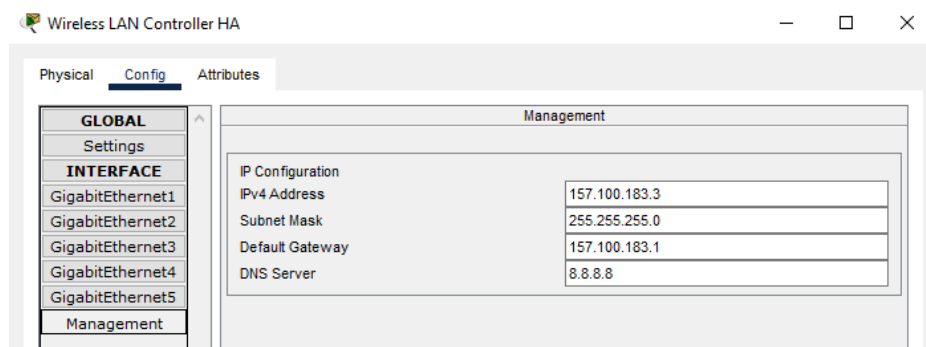 Wireless LAN Controller HA
Physical Config Attributes
GLOBAL
Settings
INTERFACE
GigabitEthernet1
GigabitEthernet2
GigabitEthernet3
GigabitEthernet4
GigabitEthernet5
Management
Management
IP Configuration
IPv4 Address 157.100.183.3
Subnet Mask 255.255.255.0
Default Gateway 157.100.183.1
DNS Server 8.8.8.8